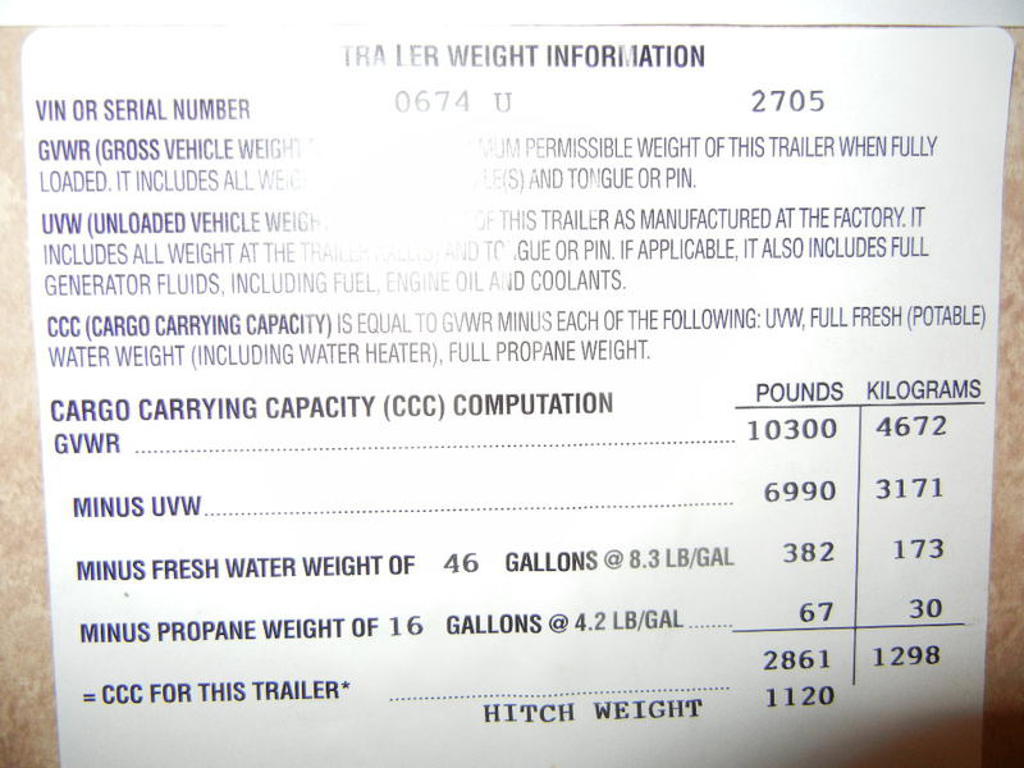 TRA LER WEIGHT INFORMATION
VIN OR SERIAL NUMBER 0674 U 2705
GVWR (GROSS VEHICLE WEIGHT PERMISSIBLE WEIGHT OF THIS TRAILER WHEN FULLY
LOADED. IT INCLUDES ALL LE(S) AND TONGUE OR PIN.
UVW (UNLOADED VEHICLE OF THIS TRAILER AS MANUFACTURED AT THE FACTORY. IT
INCLUDES ALL WEIGHT AT THE TRAILER AND TO GUE OR PIN. IF APPLICABLE, IT ALSO INCLUDES FULL
GENERATOR FLUIDS, INCLUDING FUEL, ENGINE OIL AND COOLANTS.
CCC (CARGO CARRYING CAPACITY) IS EQUAL TO GVWR MINUS EACH OF THE FOLLOWING: UVW, FULL FRESH (POTABLE)
WATER WEIGHT (INCLUDING WATER HEATER), FULL PROPANE WEIGHT.
POUNDS KILOGRAMS
CARGO CARRYING CAPACITY (CCC) COMPUTATION
GVWR 10300 4672
MINUS UVW 6990 3171
MINUS FRESH WATER WEIGHT OF 46 GALLONS @ 8.3 LB/GAL 382 173
MINUS PROPANE WEIGHT OF 16 GALLONS @ 4.2 LB/GAL 67 30
= CCC FOR THIS TRAILER* 2861 1298
HITCH WEIGHT 1120